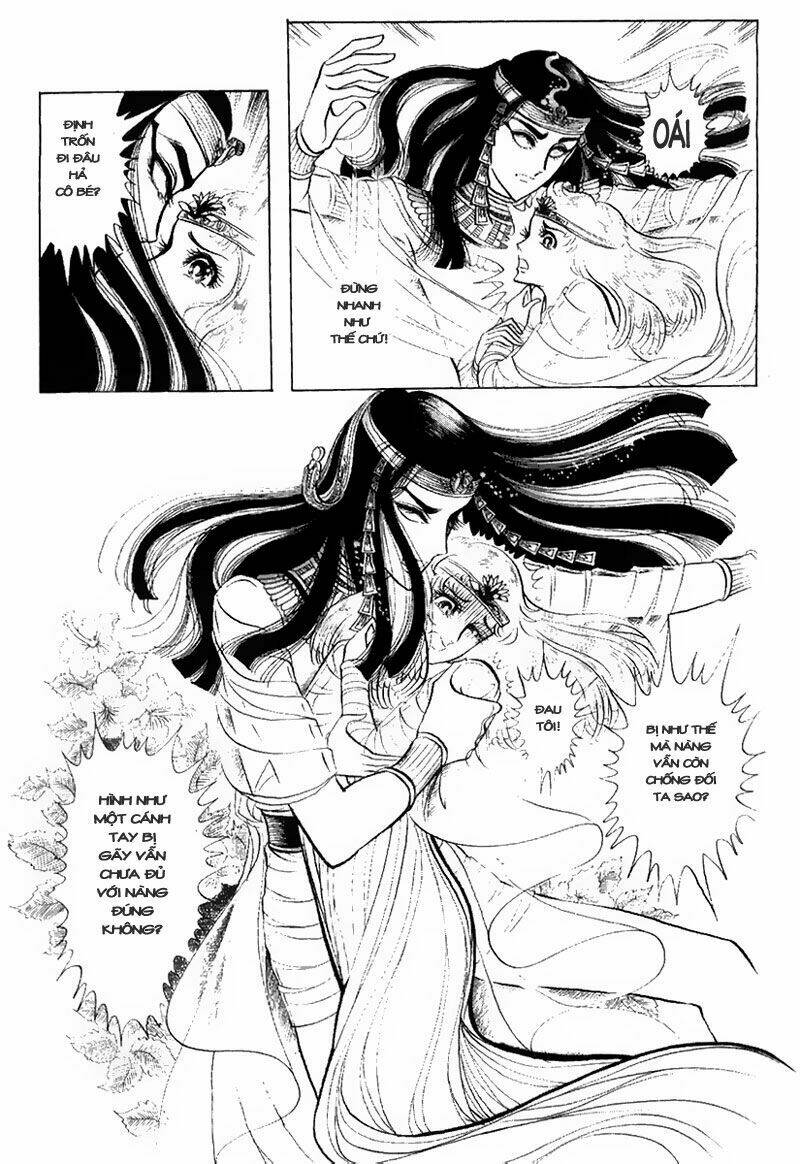 ĐỊNH
TRỐN
ĐI ĐÂU
HẢ
CÔ BÉ?
OÁI
ĐỪNG
NHANH
NHƯ
THẾ CHỨ!
ĐAU
TÔI!
BỊ NHƯ THẾ
MÀ NÀNG
VẪN CÒN
CHỐNG ĐỐI
TA SAO?
HÌNH NHƯ
MỘT CÁNH
TAY BỊ
GÃY VẪN
CHƯA ĐỦ
VỚI NÀNG
ĐÚNG
KHÔNG?